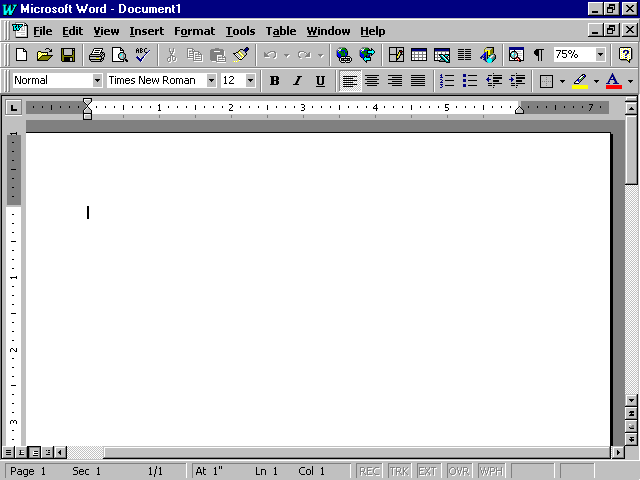 Microsoft Word - Document1
File Edit View Insert Format Tools Table Window Help
ABC ¶ 75% ?
Normal Times New Roman 12 B I U A
1 2 3 4 5 7
1
1
2
3
Page 1 Sec 1 1/1 At 1" Ln 1 Col 1 REC TRK EXT OVR WPH